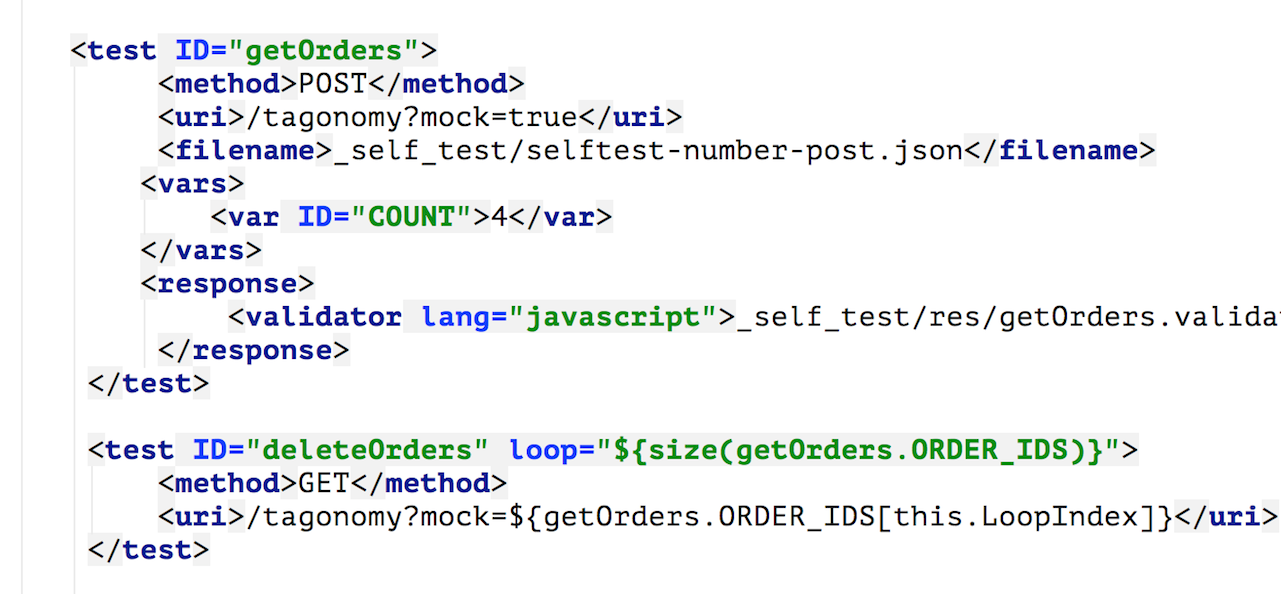 <test ID="getOrders">
<method>POST</method>
<uri>/tagonomy?mock=true</uri>
<filename>_self_test/selftest-number-post.json</filename>
<vars>
<var ID="COUNT">4</var>
</vars>
<response>
<validator lang="javascript">_self_test/res/getOrders.valida
</response>
</test>
<test ID="deleteOrders" loop="${size(getOrders.ORDER_IDS)}">
<method>GET</method>
<uri>/tagonomy?mock=${getOrders.ORDER_IDS[this.LoopIndex]}</uri>
</test>